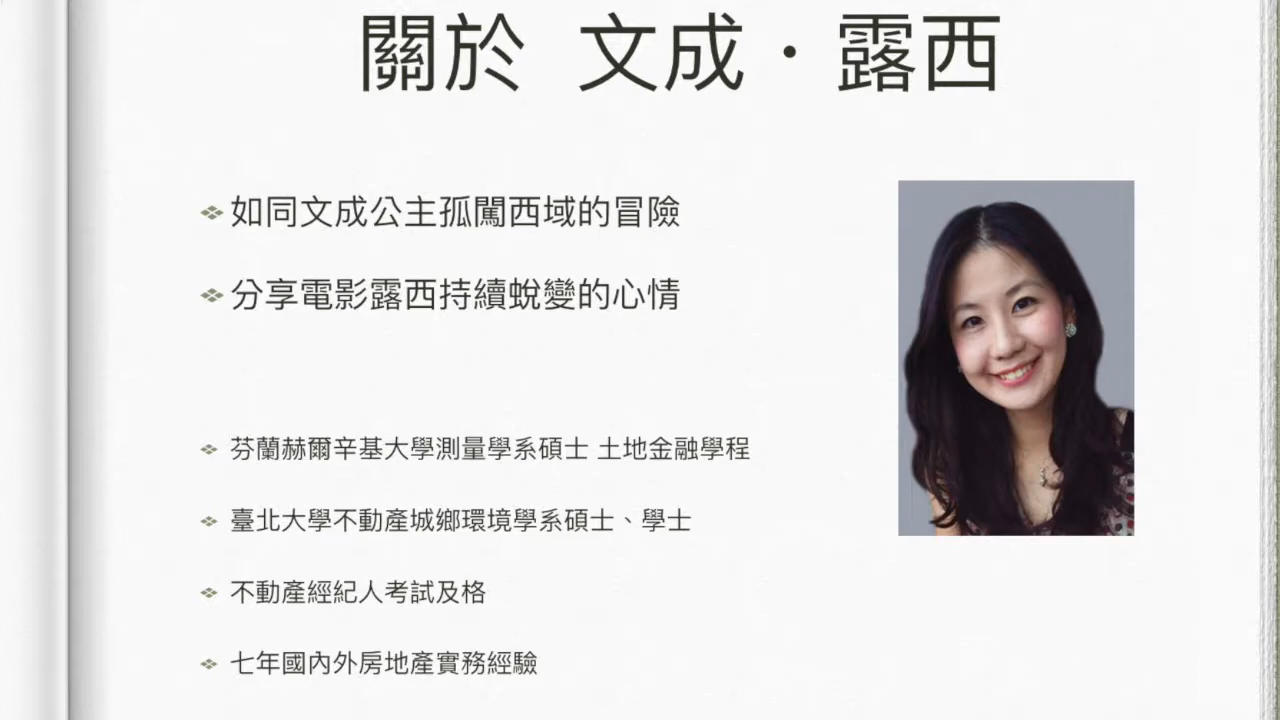 關於 文成·露西
如同文成公主孤闖西域的冒險
分享電影露西持續蛻變的心情
芬蘭赫爾辛基大學測量學系碩士 土地金融學程
臺北大學不動產城鄉環境學系碩士、學士
不動產經紀人考試及格
七年國內外房地產實務經驗